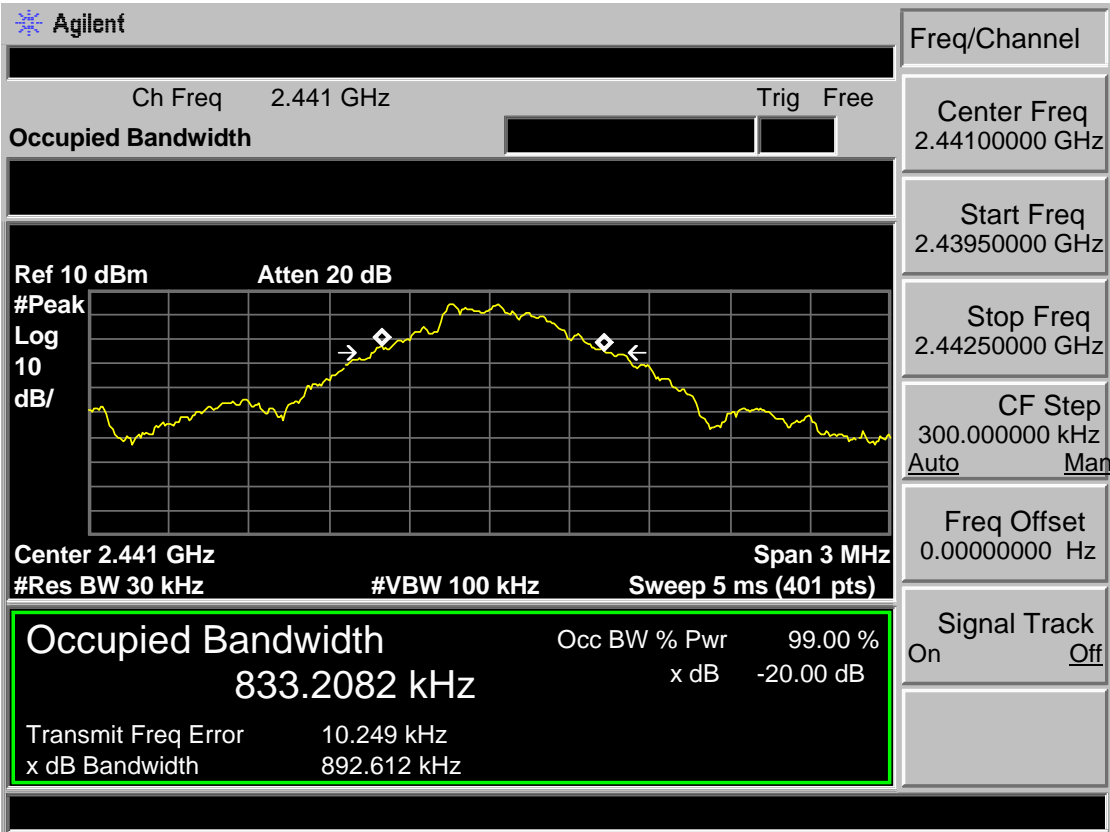 Agilent
Freq/Channel
Ch Freq 2.441 GHz Trig Free
Occupied Bandwidth
Center Freq
2.44100000 GHz
Start Freq
2.43950000 GHz
Stop Freq
2.44250000 GHz
CF Step
300.000000 kHz
Auto Man
Freq Offset
0.00000000 Hz
Signal Track
On Off
Ref 10 dBm Atten 20 dB
#Peak
Log
10
dB/
Center 2.441 GHz Span 3 MHz
#Res BW 30 kHz #VBW 100 kHz Sweep 5 ms (401 pts)
Occupied Bandwidth Occ BW % Pwr 99.00 %
833.2082 kHz x dB -20.00 dB
Transmit Freq Error 10.249 kHz
x dB Bandwidth 892.612 kHz